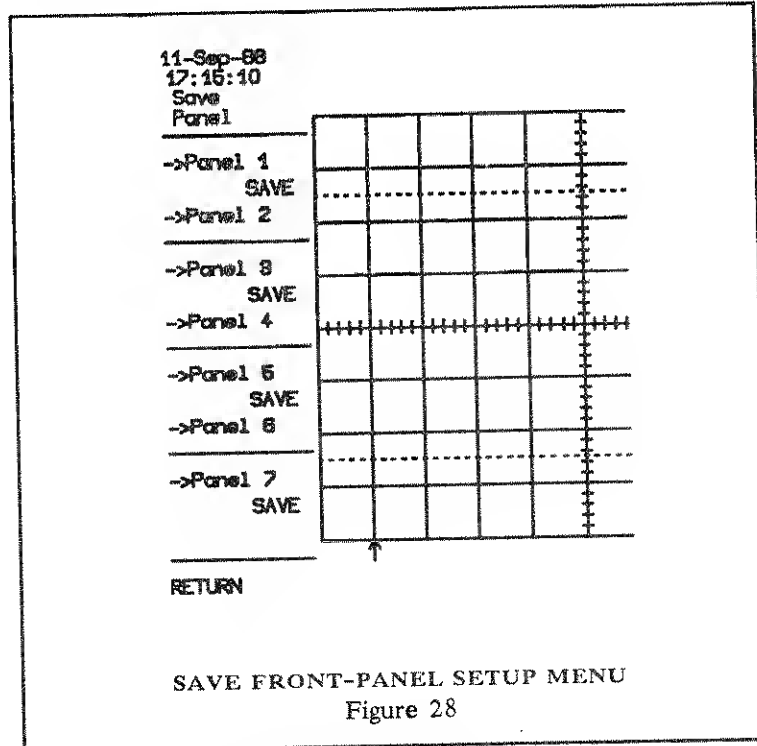 11-Sep-88
17:15:10
Save
Panel
->Panel 1
SAVE
->Panel 2
->Panel 3
SAVE
->Panel 4
->Panel 5
SAVE
->Panel 6
->Panel 7
SAVE
RETURN
SAVE FRONT-PANEL SETUP MENU
Figure 28